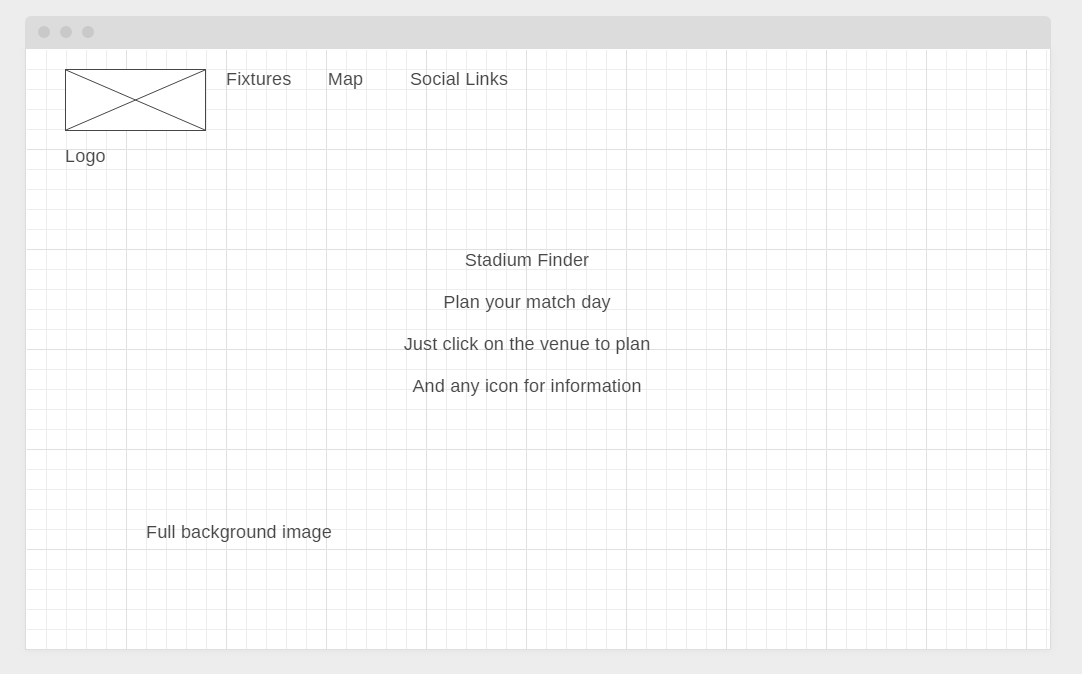 Fixtures Map Social Links
Logo
Stadium Finder
Plan your match day
Just click on the venue to plan
And any icon for information
Full background image